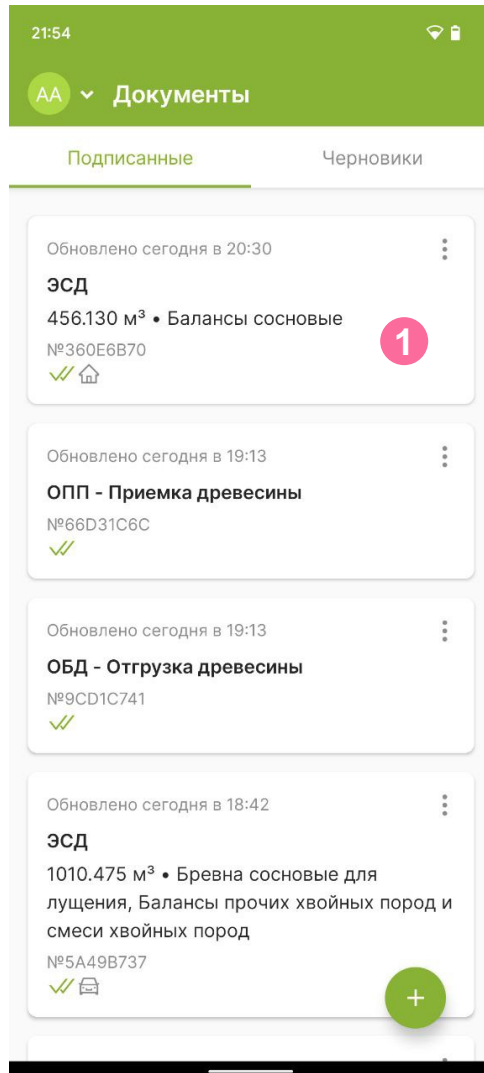 21:54
АА Документы
Подписанные Черновики
Обновлено сегодня в 20:30
ЭСД
456.130 м³ • Балансы сосновые
№360E6B70
1
Обновлено сегодня в 19:13
ОПП - Приемка древесины
№66D31C6C
Обновлено сегодня в 19:13
ОБД - Отгрузка древесины
№9CD1C741
Обновлено сегодня в 18:42
ЭСД
1010.475 м³ • Бревна сосновые для
лущения, Балансы прочих хвойных пород и
смеси хвойных пород
№5A49B737
+